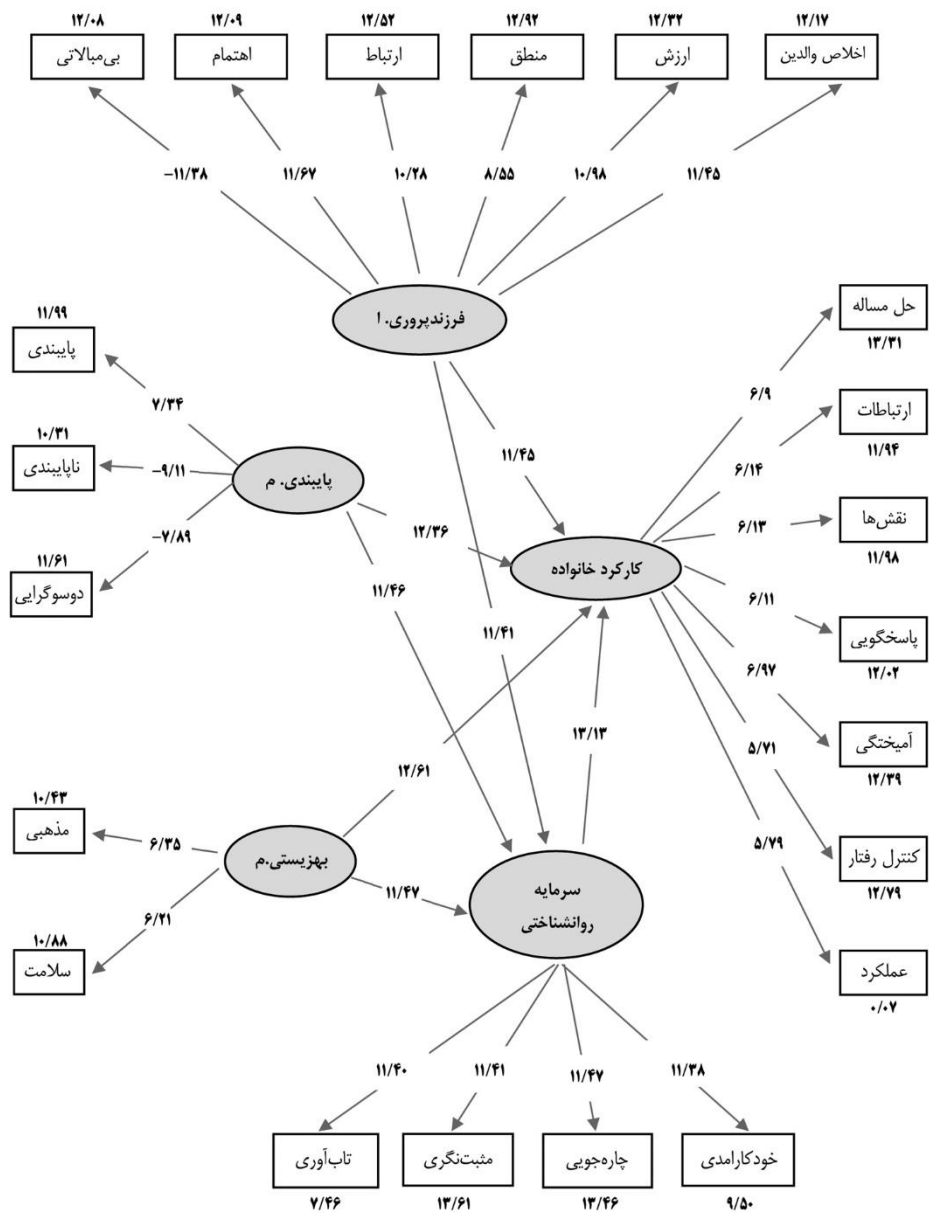 ۱۲/۱۷ ۱۲/۳۲ ۱۲/۹۲ ۱۲/۵۲ ۱۲/۰۹ ۱۲/۰۸
اخلاص والدین ارزش منطق ارتباط اهتمام بی‌مبالاتی
۱۱/۴۵ ۱۰/۹۸ ۸/۵۵ ۱۰/۲۸ ۱۱/۶۷ −۱۱/۳۸
فرزندپروری. ا
حل مساله
۱۳/۳۱
۱۱/۹۹
پایبندی
۶/۹
۷/۳۴
ارتباطات
۱۱/۹۴
۱۰/۳۱
ناپایبندی
۱۱/۴۵
۶/۱۴
−۹/۱۱
پایبندی. م
نقش‌ها
۱۱/۹۸
۶/۱۳
۱۲/۳۶
−۷/۸۹
۱۱/۶۱
دوسوگرایی
کارکرد خانواده
۱۱/۴۶
۶/۱۱
پاسخگویی
۱۲/۰۲
۱۱/۴۱
۶/۹۷
آمیختگی
۱۲/۳۹
۱۳/۱۳
۵/۷۱
۱۲/۶۱
۱۰/۴۳
مذهبی
۶/۳۵
۵/۷۹
بهزیستی.م
کنترل رفتار
۱۲/۷۹
۱۱/۴۷
سرمایه
روانشناختی
۶/۲۱
۱۰/۸۸
سلامت
عملکرد
۰/۰۷
۱۱/۳۸ ۱۱/۴۷ ۱۱/۴۱ ۱۱/۴۰
خودکارامدی چاره‌جویی مثبت‌نگری تاب‌آوری
۹/۵۰ ۱۳/۴۶ ۱۳/۶۱ ۷/۴۶